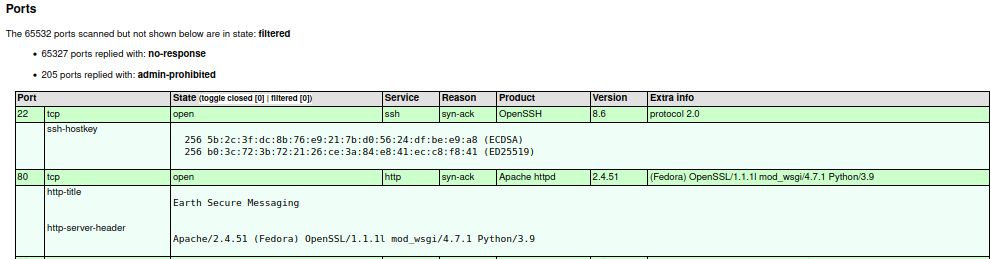 Ports
The 65532 ports scanned but not shown below are in state: filtered
65327 ports replied with: no-response
205 ports replied with: admin-prohibited
Port State (toggle closed [0] | filtered [0]) Service Reason Product Version Extra info
22 tcp open ssh syn-ack OpenSSH 8.6 protocol 2.0
ssh-hostkey
256 5b:2c:3f:dc:8b:76:e9:21:7b:d0:56:24:df:be:e9:a8 (ECDSA)
256 b0:3c:72:3b:72:21:26:ce:3a:84:e8:41:ec:c8:f8:41 (ED25519)
80 tcp open http syn-ack Apache httpd 2.4.51 (Fedora) OpenSSL/1.1.1l mod_wsgi/4.7.1 Python/3.9
http-title
Earth Secure Messaging
http-server-header
Apache/2.4.51 (Fedora) OpenSSL/1.1.1l mod_wsgi/4.7.1 Python/3.9